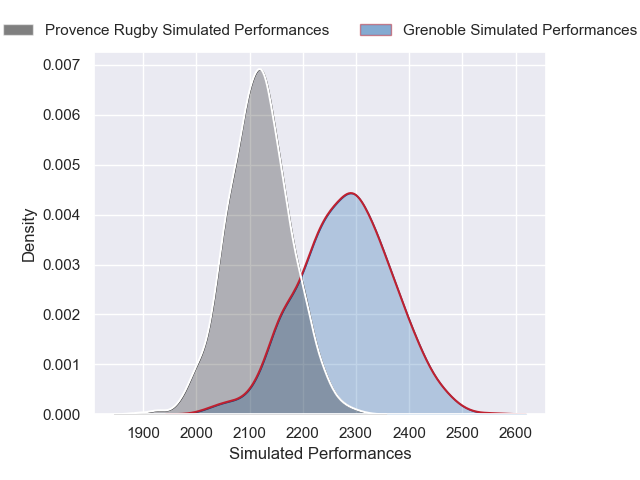 Provence Rugby Simulated Performances Grenoble Simulated Performances
0.007
0.006
0.005
0.004
0.003
0.002
0.001
0.000
Density
1900 2000 2100 2200 2300 2400 2500 2600
Simulated Performances